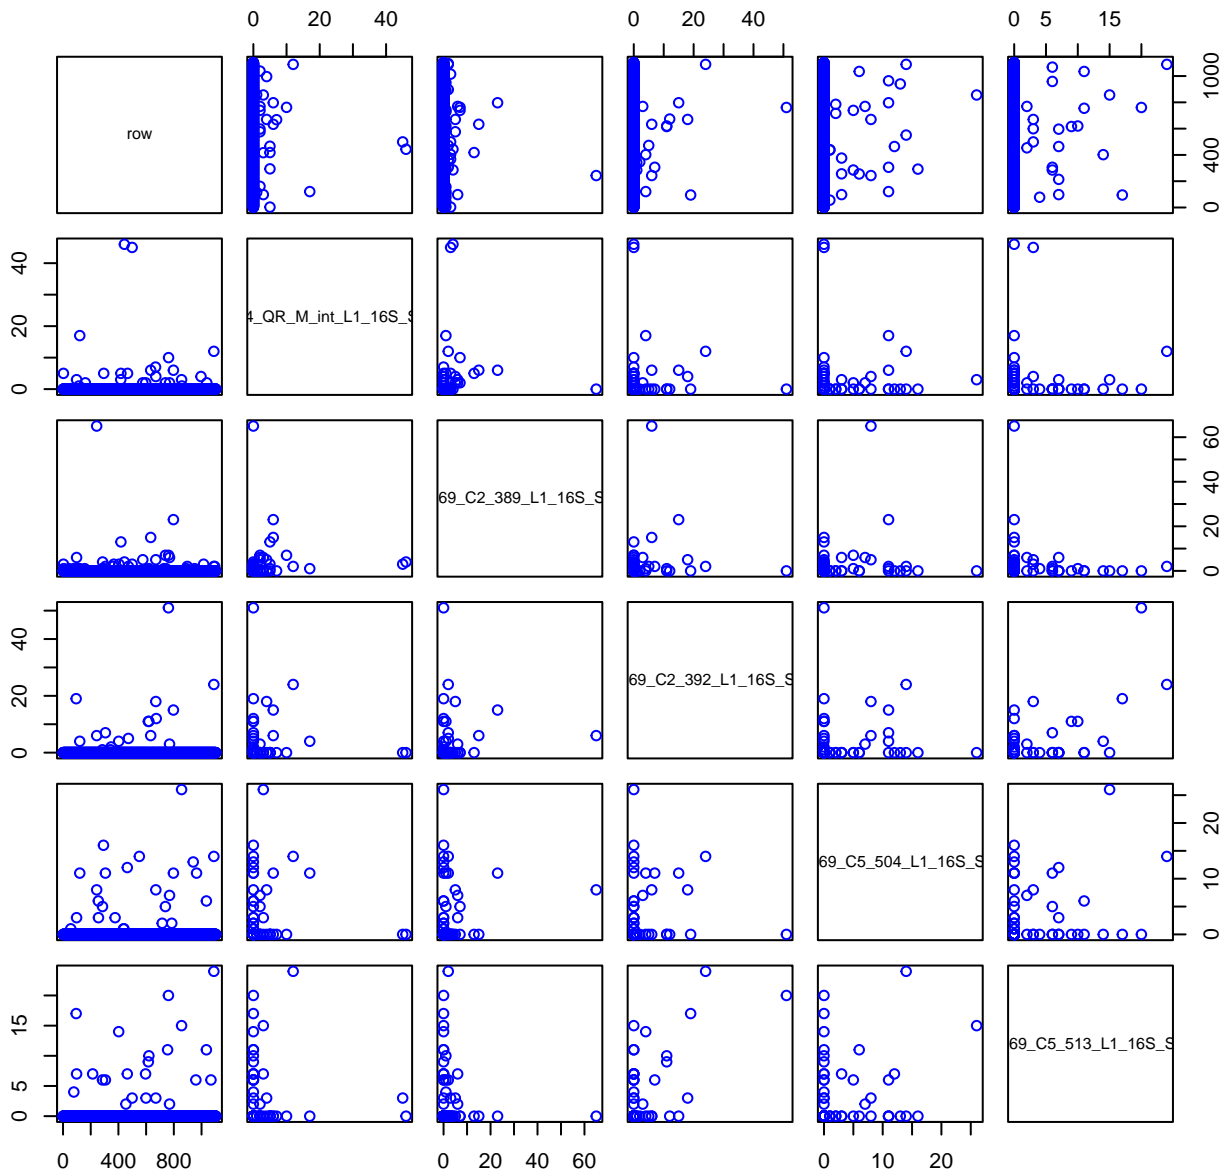 0 20 40 0 20 40 0 5 15
row 0 400 1000
0 20 40 4_QR_M_int_L1_16S_S
69_C2_389_L1_16S_S 0 20 40 60
0 20 40 69_C2_392_L1_16S_S
69_C5_504_L1_16S_S 0 10 20
0 5 15 69_C5_513_L1_16S_S
0 400 800 0 20 40 60 0 10 20